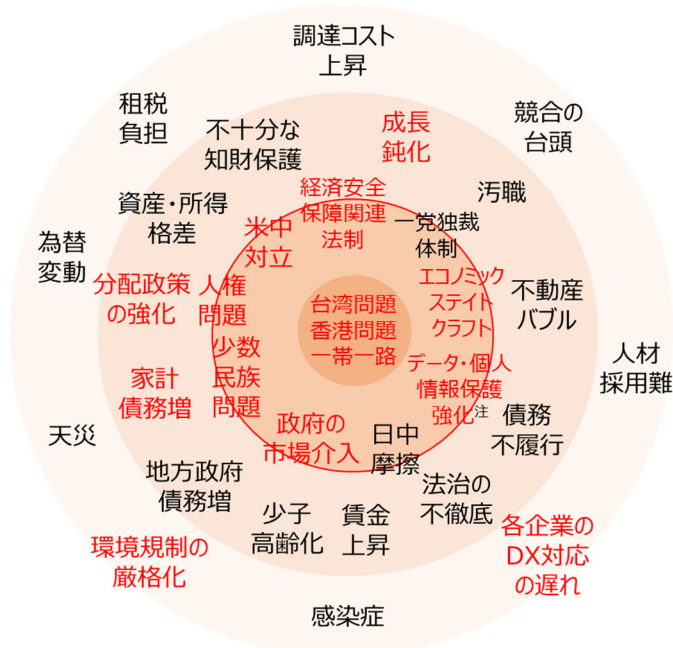 調達コスト
上昇
租税
負担
不十分な
知財保護
成長
鈍化
競合の
台頭
資産・所得
格差
経済安全
保障関連
法制
汚職
米中
対立
一党独裁
体制
為替
変動
分配政策
の強化
人権
問題
台湾問題
香港問題
一帯一路
エコノミック
ステイト
クラフト
不動産
バブル
少数
民族
問題
データ・個人
情報保護
強化注
人材
採用難
家計
債務増
天災
政府の
市場介入
日中
摩擦
債務
不履行
地方政府
債務増
法治の
不徹底
少子
高齢化
賃金
上昇
環境規制の
厳格化
各企業の
DX対応
の遅れ
感染症